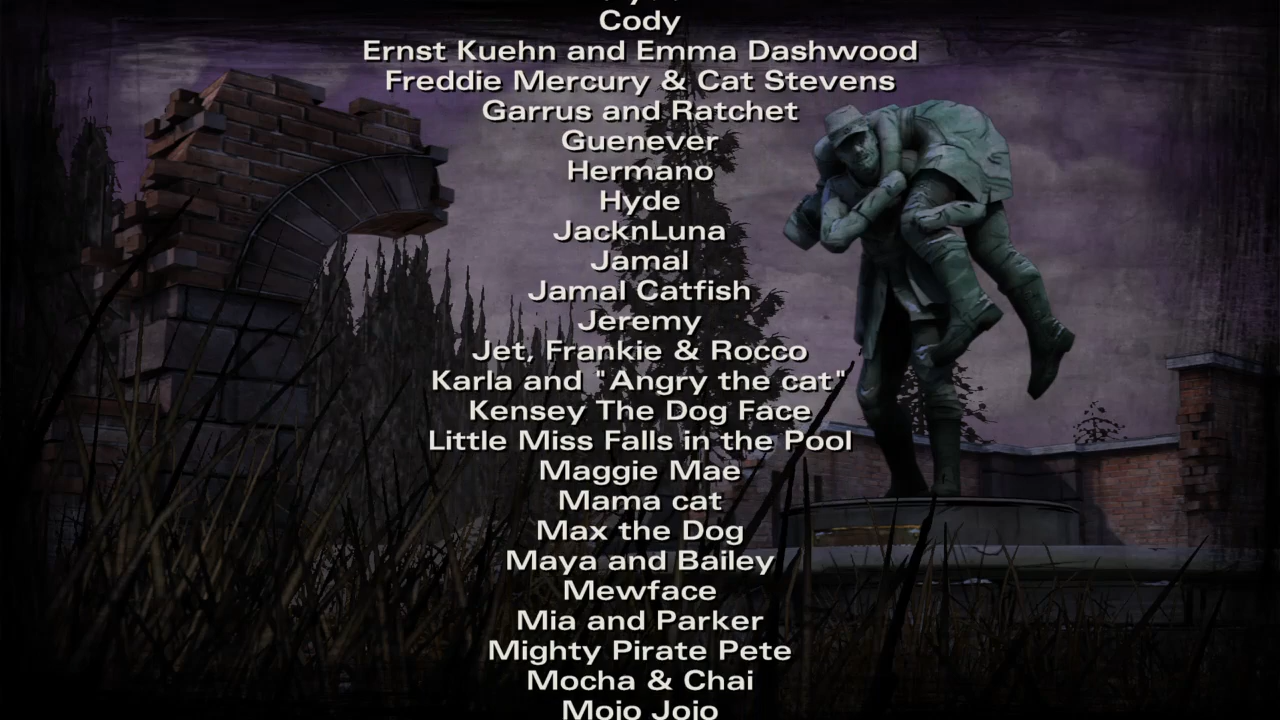 Cody
Ernst Kuehn and Emma Dashwood
Freddie Mercury & Cat Stevens
Garrus and Ratchet
Guenever
Hermano
Hyde
JacknLuna
Jamal
Jamal Catfish
Jeremy
Jet, Frankie & Rocco
Karla and "Angry the cat"
Kensey The Dog Face
Little Miss Falls in the Pool
Maggie Mae
Mama cat
Max the Dog
Maya and Bailey
Mewface
Mia and Parker
Mighty Pirate Pete
Mocha & Chai
Mojo Jojo